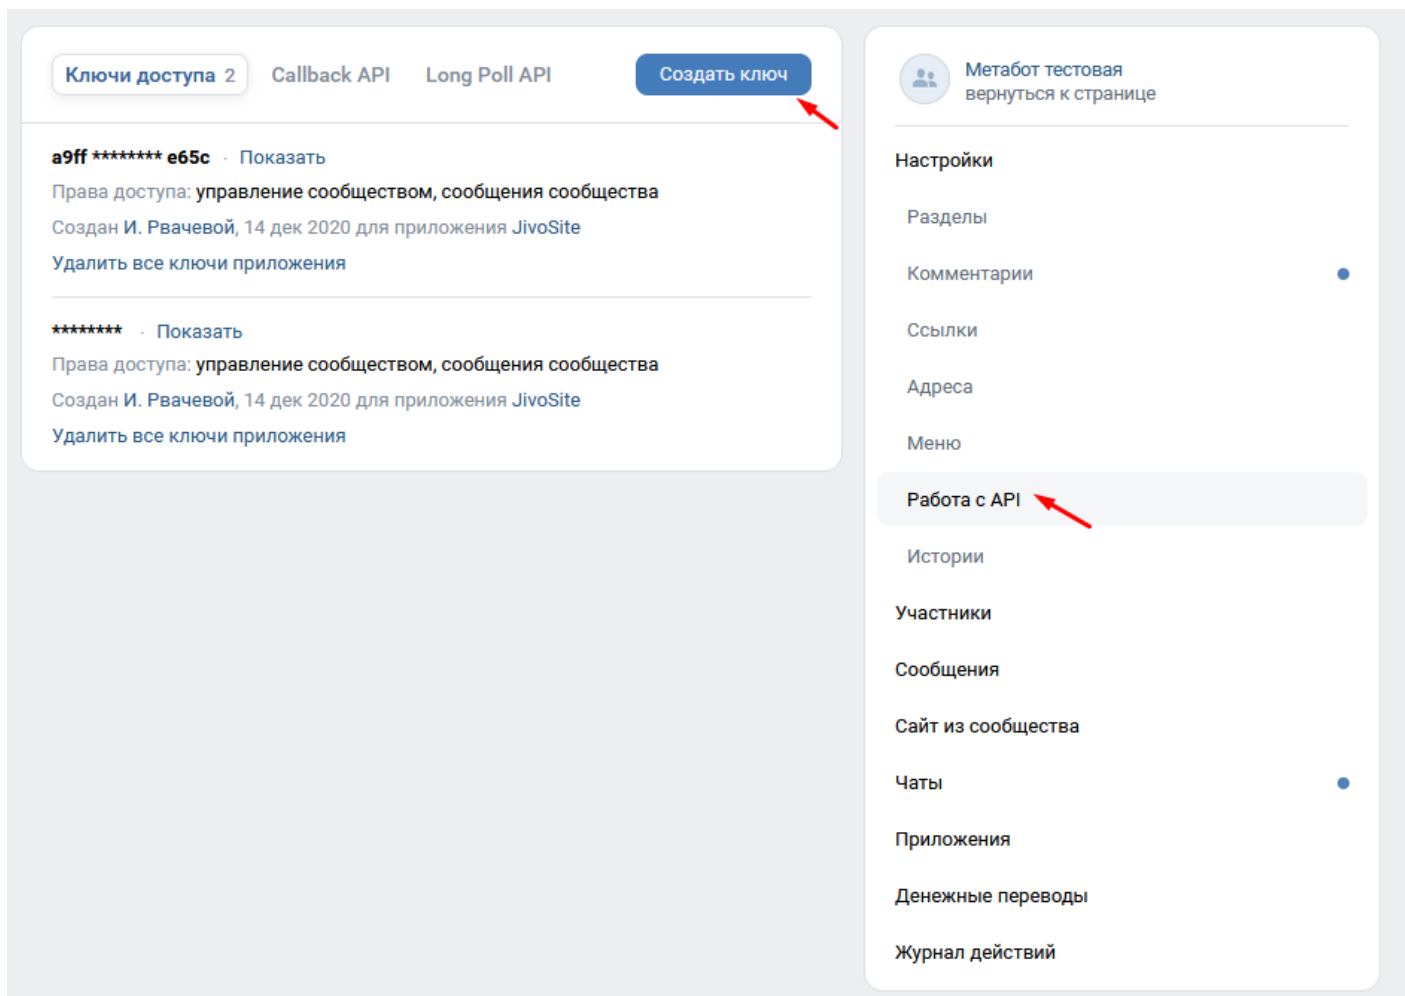 Ключи доступа 2
Callback API
Long Poll API
Создать ключ
a9ff ******** e65c · Показать
Права доступа: управление сообществом, сообщения сообщества
Создан И. Рвачевой, 14 дек 2020 для приложения JivoSite
Удалить все ключи приложения
******** · Показать
Права доступа: управление сообществом, сообщения сообщества
Создан И. Рвачевой, 14 дек 2020 для приложения JivoSite
Удалить все ключи приложения
Метабот тестовая
вернуться к странице
Настройки
Разделы
Комментарии
Ссылки
Адреса
Меню
Работа с API
Истории
Участники
Сообщения
Сайт из сообщества
Чаты
Приложения
Денежные переводы
Журнал действий